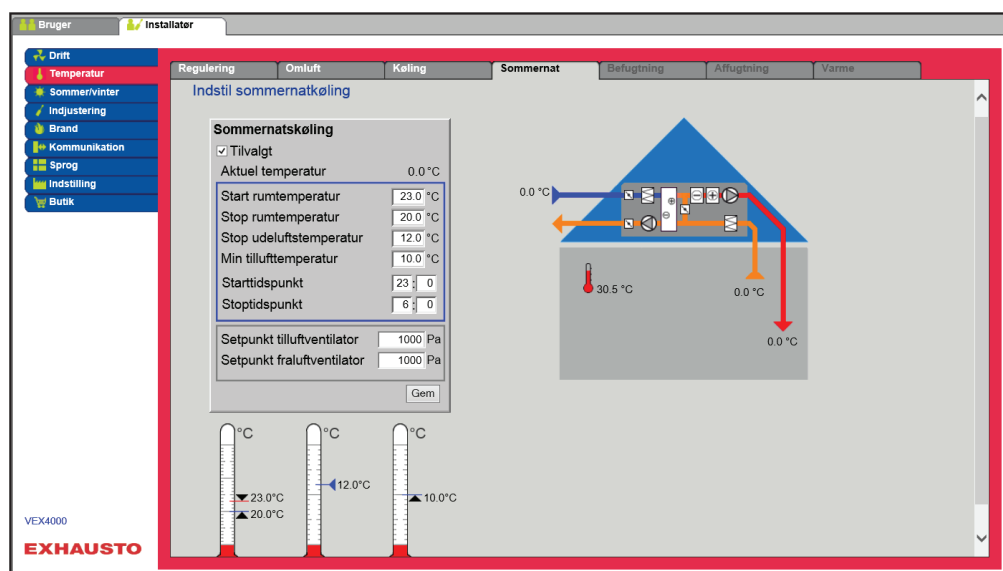 Bruger
Installatør
Drift
Temperatur
Sommer/vinter
Indjustering
Brand
Kommunikation
Sprog
Indstilling
Butik
VEX4000
EXHAUSTO
Regulering Omluft Køling Sommernat Befugtning Affugtning Varme
Indstil sommernatkøling
Sommernatskøling
Tilvalgt
Aktuel temperatur 0.0 °C
Start rumtemperatur 23.0 °C
Stop rumtemperatur 20.0 °C
Stop udeluftstemperatur 12.0 °C
Min tillufttemperatur 10.0 °C
Starttidspunkt 23 : 0
Stoptidspunkt 6 : 0
Setpunkt tilluftventilator 1000 Pa
Setpunkt fraluftventilator 1000 Pa
Gem
0.0 °C
30.5 °C
0.0 °C
0.0 °C
°C °C °C
12.0°C
23.0°C 10.0°C
20.0°C